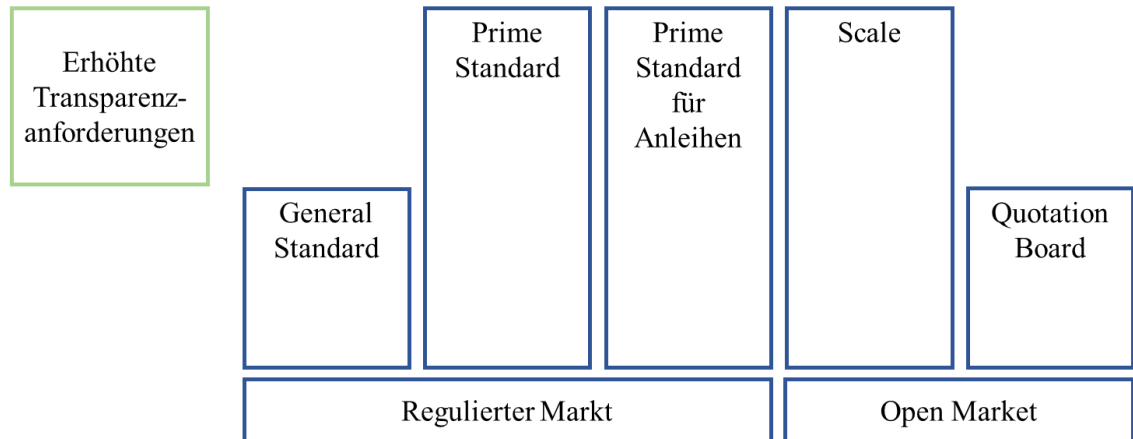 Erhöhte
Transparenz-
anforderungen
Prime
Standard
Prime
Standard
für
Anleihen
Scale
General
Standard
Quotation
Board
Regulierter Markt
Open Market